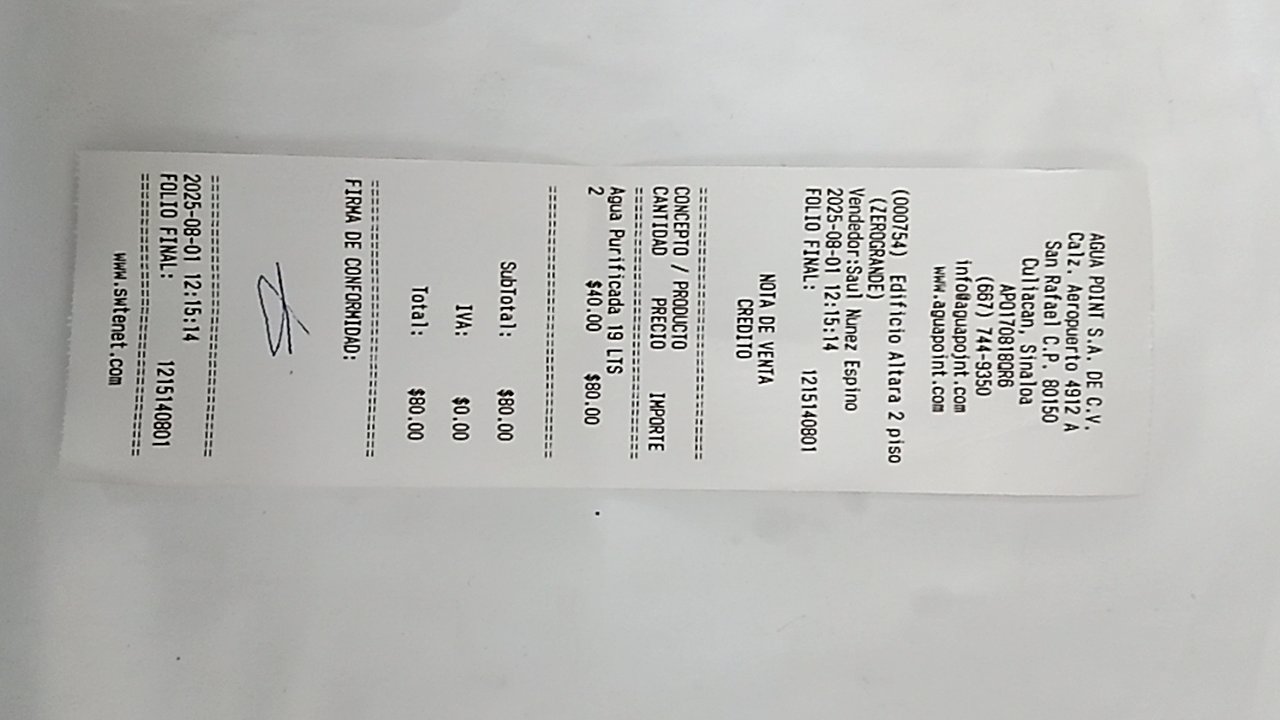 AGUA POINT S.A. DE C.V.
Calz. Aeropuerto 4912 A
San Rafael C.P. 80150
Culiacan, Sinaloa
APO170818QR6
(667) 744-9350
info@aguapoint.com
www.aguapoint.com
(000754) Edificio Altara 2 piso
(ZEROGRANDE)
Vendedor:Saul Nunez Espino
2025-08-01 12:15:14
FOLIO FINAL: 1215140801
NOTA DE VENTA
CREDITO
================================
CONCEPTO / PRODUCTO
CANTIDAD PRECIO IMPORTE
================================
Agua Purificada 19 LTS
2 $40.00 $80.00
================================
SubTotal: $80.00
IVA: $0.00
Total: $80.00
================================
FIRMA DE CONFORMIDAD:
================================
2025-08-01 12:15:14
FOLIO FINAL: 1215140801
================================
www.swtenet.com